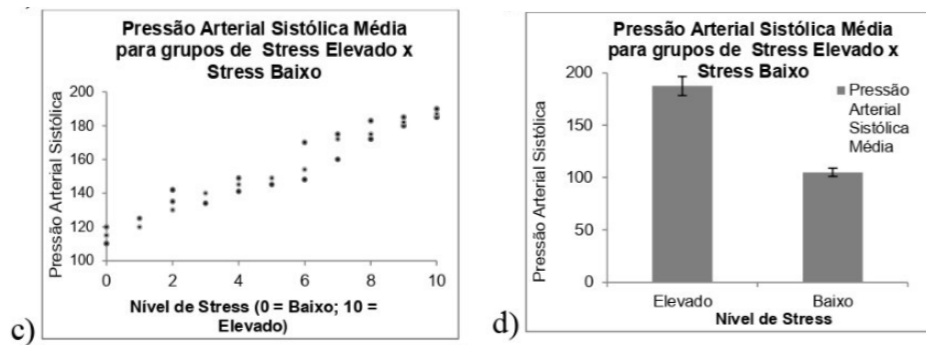 Pressão Arterial Sistólica Média
para grupos de Stress Elevado x
Stress Baixo
200
180
160
140
120
100
Pressão Arterial Sistólica
0 2 4 6 8 10
Nível de Stress (0 = Baixo; 10 =
Elevado)
c)
Pressão Arterial Sistólica Média
para grupos de Stress Elevado x
Stress Baixo
200
150
100
50
0
Pressão Arterial Sistólica
Pressão
Arterial
Sistólica
Média
Elevado Baixo
Nível de Stress
d)